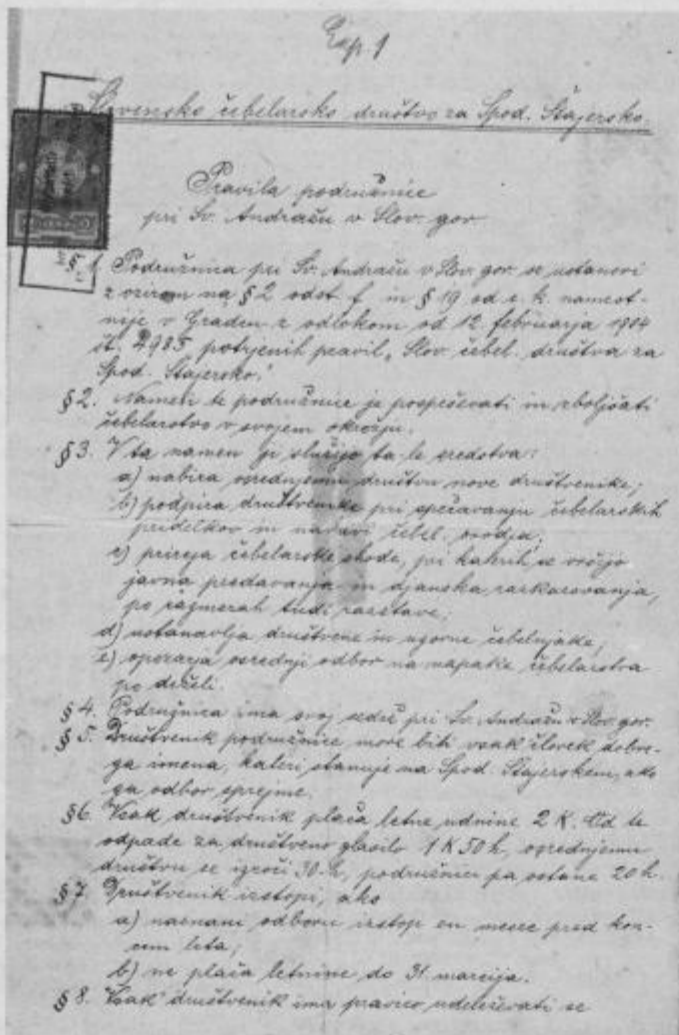 Slovensko čebelarsko društvo za Spod. Štajersko.
Pravila podružnice
pri Sv. Andražu v Slov. gor.
§ 1. Podružnica pri Sv. Andražu v Slov. gor. se ustanovi
z ozirom na § 2 odst. f. in § 19 od c. k. namest-
nije v Gradcu z odlokom od 12. februarja 1904
št. 2985 potrjenih pravil „Slov. čebel. društva za
Spod. Štajersko.“
§ 2. Namen te podružnice je pospeševati in zboljšati
čebelarstvo v svojem okrožju.
§ 3. V ta namen ji služijo ta-le sredstva:
a) nabira osrednjemu društvu nove društvenike;
b) podpira društvenike pri spečavanju čebelarskih
pridelkov in čebel. orodja;
c) prireja čebelarske shode, pri katerih se vršijo
javna predavanja in djanska razkazovanja,
po razmerah tudi razstave;
d) ustanavlja društvene in uzorne čebelnjake;
e) opozarja osrednji odbor na napake čebelarstva
po deželi.
§ 4. Podružnica ima svoj sedež pri Sv. Andražu v Slov. gor.
§ 5. Društvenik podružnice more biti vsak človek dobre-
ga imena, kateri stanuje na Spod. Štajerskem, ako
ga odbor sprejme.
§ 6. Vsak društvenik plača letne udnine 2 K. Od te
odpade za društveno glasilo 1 K 50 h, osrednjemu
društvu se izroči 30 h, podružnici pa ostane 20 h.
§ 7. Društvenik izstopi, ako
a) naznani odboru izstop en mesec pred kon-
cem leta;
b) ne plača letnine do 31. marcija.
§ 8. Vsak društvenik ima pravico udeleževati se